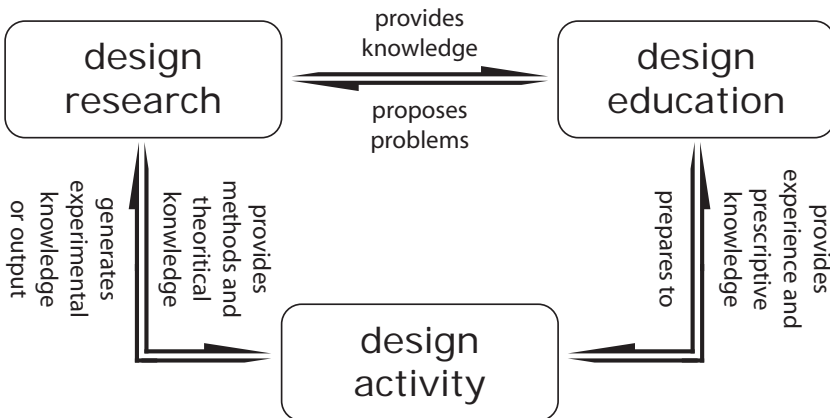 provides
knowledge
design
research
design
education
proposes
problems
generates
experimental
knowledge
or output
provides
methods and
theoritical
konwledge
prepares to
provides
experience and
prescriptive
knowledge
design
activity